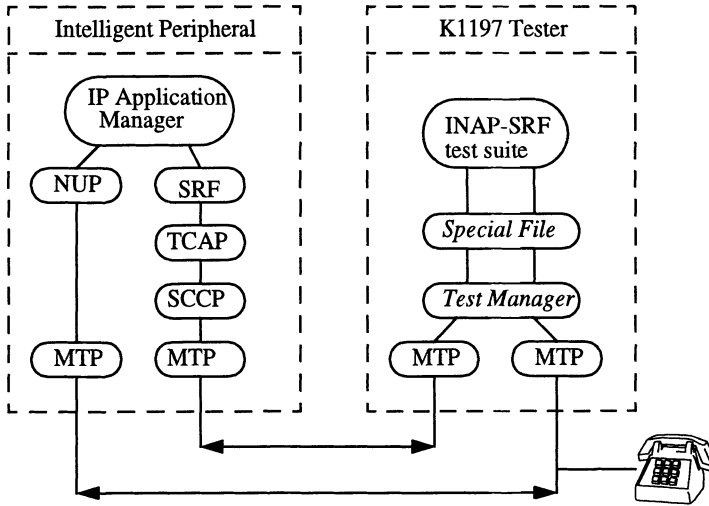 Intelligent Peripheral
K1197 Tester
IP Application
Manager
INAP-SRF
test suite
NUP
SRF
TCAP
Special File
SCCP
Test Manager
MTP
MTP
MTP
MTP